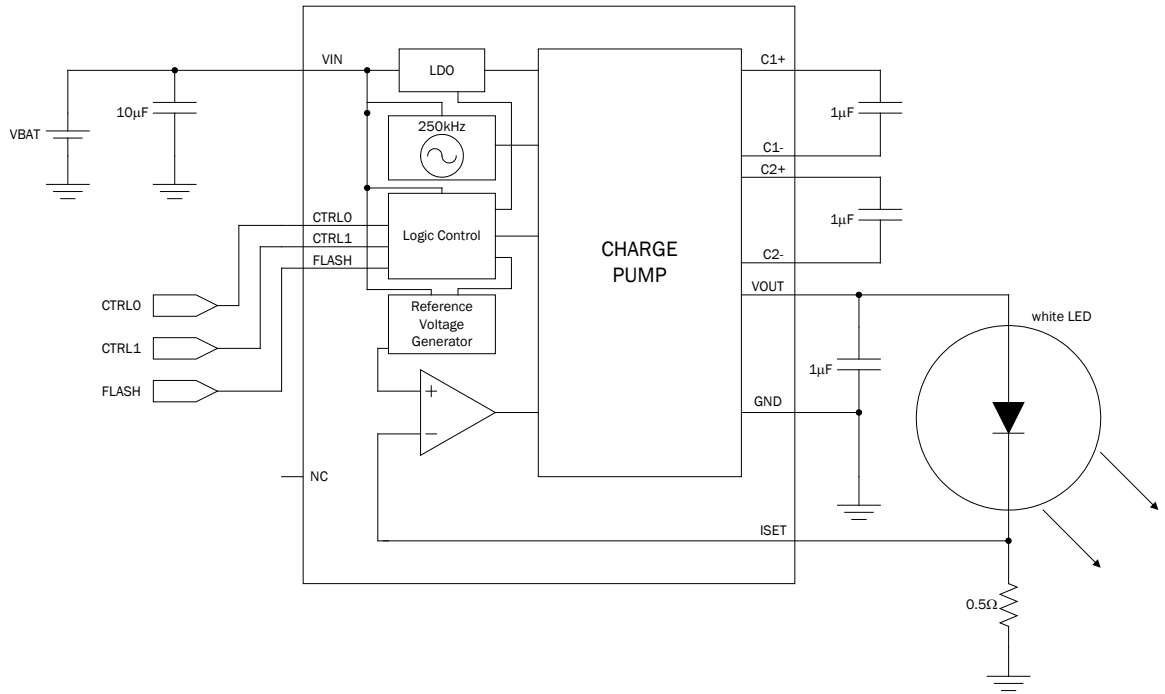 VIN
LDO
C1+
10μF
VBAT
250kHz
1μF
C1-
C2+
CTRL0
Logic Control
CTRL1
FLASH
1μF
CHARGE
PUMP
C2-
VOUT
CTRL0
Reference
Voltage
Generator
white LED
CTRL1
1μF
FLASH
+
−
GND
NC
ISET
0.5Ω